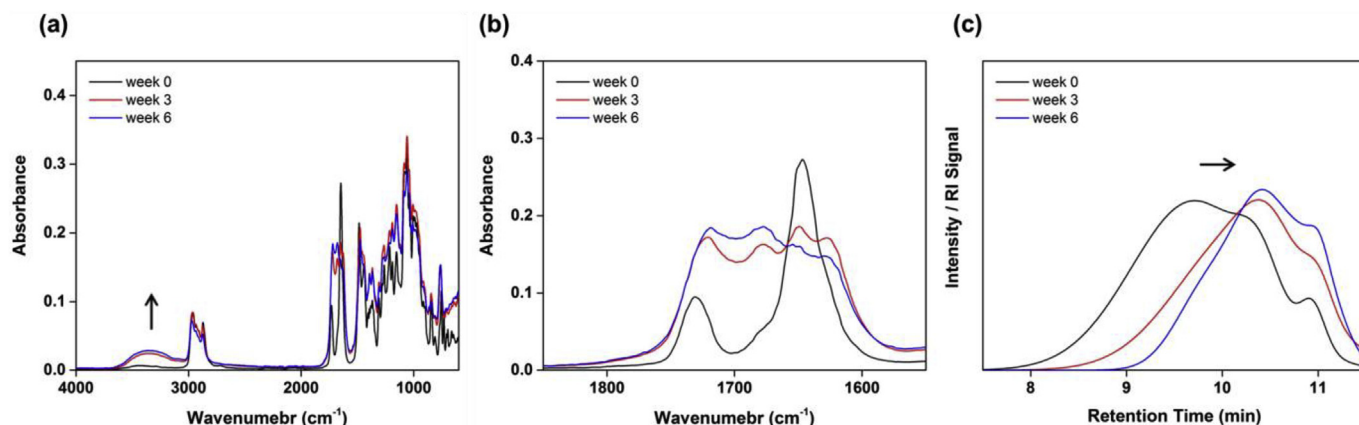 (a)
week 0
week 3
week 6
Absorbance
0.4
0.3
0.2
0.1
0.0
4000 3000 2000 1000
Wavenumebr (cm⁻¹)
(b)
week 0
week 3
week 6
Absorbance
0.4
0.3
0.2
0.1
0.0
1800 1700 1600
Wavenumebr (cm⁻¹)
(c)
week 0
week 3
week 6
Intensity / RI Signal
8 9 10 11
Retention Time (min)